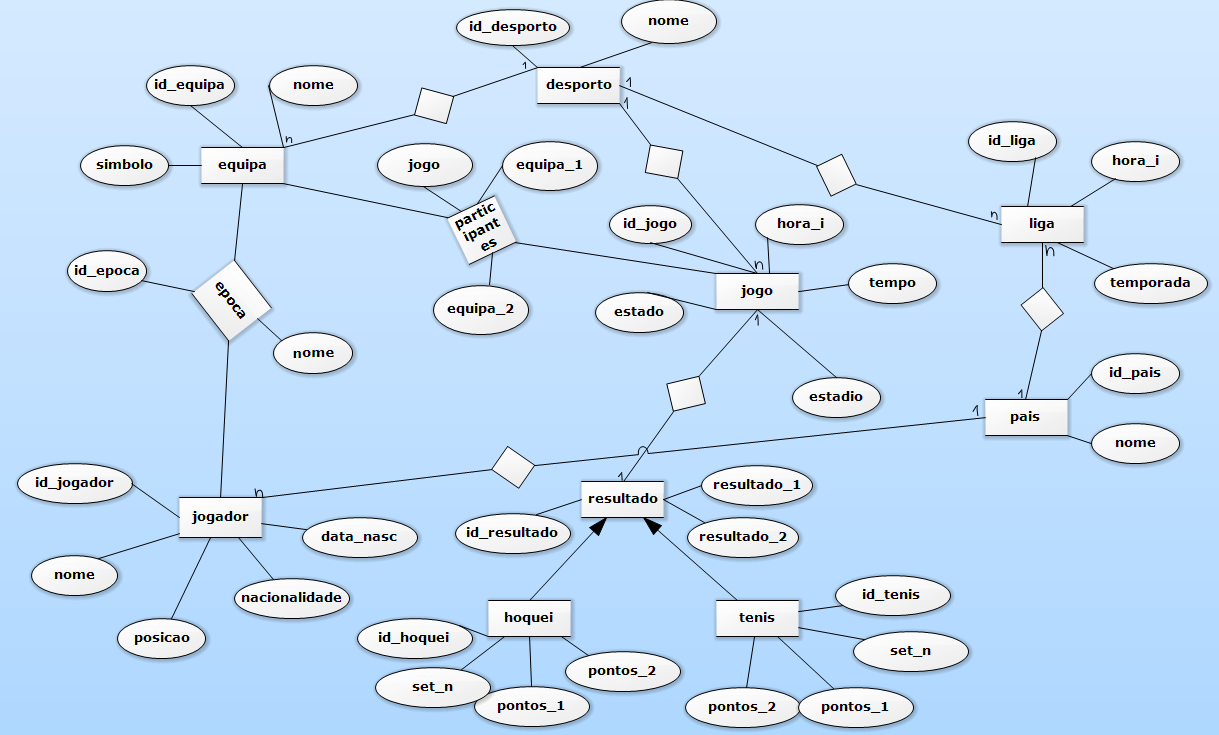 id_desporto
nome
1
desporto
1
1
id_equipa
nome
n
simbolo
equipa
jogo
equipa_1
partic
ipant
es
equipa_2
id_liga
hora_i
n
liga
n
temporada
id_jogo
hora_i
n
jogo
tempo
estado
1
estadio
id_epoca
epoca
nome
1
id_pais
1
pais
nome
id_jogador
n
jogador
data_nasc
nome
nacionalidade
posicao
1
resultado
resultado_1
id_resultado
resultado_2
hoquei
id_hoquei
set_n
pontos_1
pontos_2
tenis
id_tenis
set_n
pontos_2
pontos_1